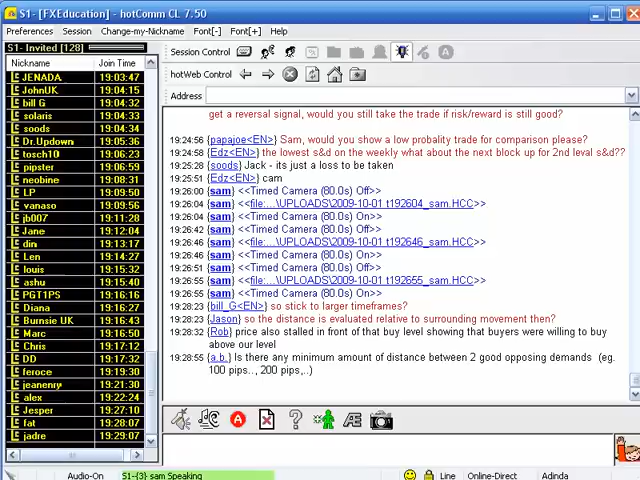 S1- [FXEducation] - hotComm CL 7.50
Preferences Session Change-my-Nickname Font[-] Font[+] Help
S1- Invited [128]
Nickname Join Time
JENADA 19:03:47
JohnUK 19:04:15
bill G 19:04:32
solaris 19:04:33
soods 19:04:34
Dr.Updown 19:05:36
tosch10 19:06:23
pipster 19:06:59
neobine 19:08:31
LP 19:09:50
yanaso 19:09:56
jb007 19:11:28
Jane 19:12:04
din 19:13:17
Len 19:14:27
louis 19:15:32
ashu 19:15:40
PGT1PS 19:16:16
Diana 19:16:27
Burnsie UK 19:16:43
Marc 19:16:50
Chris 19:17:12
DD 19:17:32
feroce 19:19:30
jeanenry 19:21:30
alex 19:22:24
Jesper 19:27:10
fat 19:28:07
jadre 19:29:07
Session Control
hotWeb Control
Address
get a reversal signal, would you still take the trade if risk/reward is still good?
19:24:56 {papajoe<EN>} Sam, would you show a low probality trade for comparison please?
19:24:58 {Edz<EN>} the lowest s&d on the weekly what about the next block up for 2nd level s&d??
19:25:28 {soods} Jack - its just a loss to be taken
19:25:51 {Edz<EN>} cam
19:26:00 {sam} <<Timed Camera (80.0s) Off>>
19:26:04 {sam} <<file:...\UPLOADS\2009-10-01 t192604_sam.HCC>>
19:26:04 {sam} <<Timed Camera (80.0s) On>>
19:26:42 {sam} <<Timed Camera (80.0s) Off>>
19:26:46 {sam} <<file:...\UPLOADS\2009-10-01 t192646_sam.HCC>>
19:26:46 {sam} <<Timed Camera (80.0s) On>>
19:26:51 {sam} <<Timed Camera (80.0s) Off>>
19:26:55 {sam} <<file:...\UPLOADS\2009-10-01 t192655_sam.HCC>>
19:26:55 {sam} <<Timed Camera (80.0s) On>>
19:28:23 {bill_G<EN>} so stick to larger timeframes?
19:28:23 {Jason} so the distance is evaluated relative to surrounding movement then?
19:28:32 {Rob} price also stalled in front of that buy level showing that buyers were willing to buy
above our level
19:28:55 {a.b.} Is there any minimum amount of distance between 2 good opposing demands (eg.
100 pips.., 200 pips,..)
Audio-On S1-{3} sam Speaking Line Online-Direct Adinda